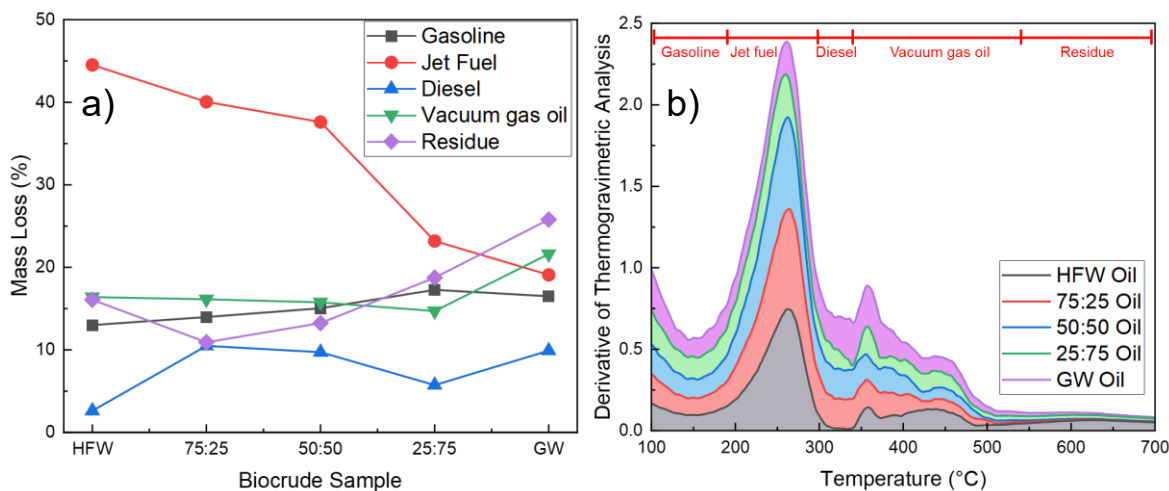 a)
Gasoline
Jet Fuel
Diesel
Vacuum gas oil
Residue
50
40
30
20
10
0
Mass Loss (%)
HFW 75:25 50:50 25:75 GW
Biocrude Sample
b)
Gasoline Jet fuel Diesel Vacuum gas oil Residue
HFW Oil
75:25 Oil
50:50 Oil
25:75 Oil
GW Oil
2.5
2.0
1.5
1.0
0.5
0.0
Derivative of Thermogravimetric Analysis
100 200 300 400 500 600 700
Temperature (°C)